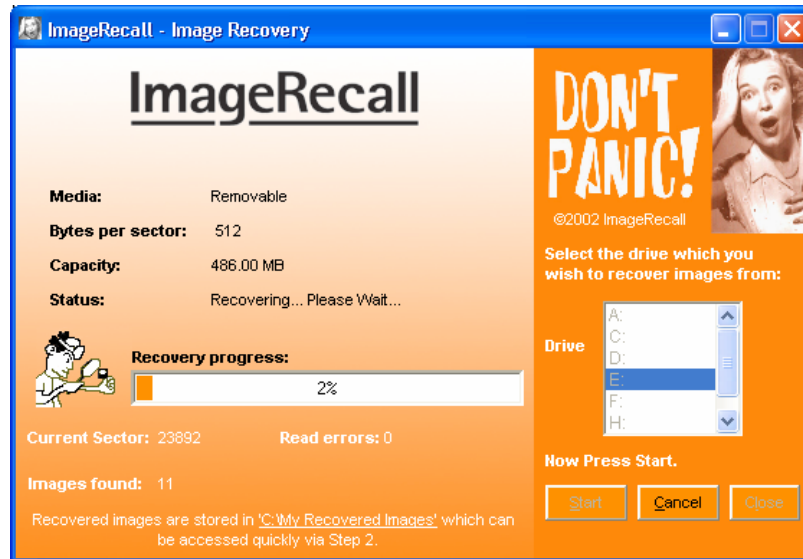 ImageRecall - Image Recovery
ImageRecall
Media: Removable
Bytes per sector: 512
Capacity: 486.00 MB
Status: Recovering... Please Wait...
Recovery progress:
2%
Current Sector: 23892 Read errors: 0
Images found: 11
Recovered images are stored in 'C:\My Recovered Images' which can
be accessed quickly via Step 2.
DON'T
PANIC!
©2002 ImageRecall
Select the drive which you
wish to recover images from:
Drive
A:
C:
D:
E:
F:
H:
Now Press Start.
Start Cancel Close